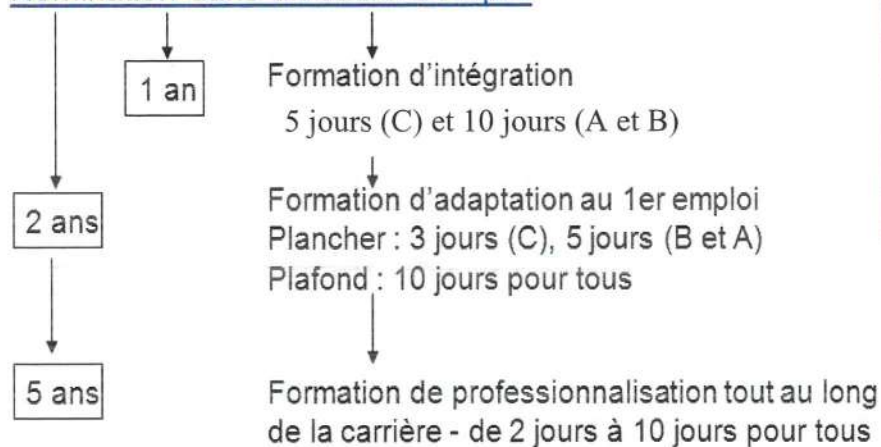 1 an
Formation d'intégration
5 jours (C) et 10 jours (A et B)
2 ans
Formation d'adaptation au 1er emploi
Plancher : 3 jours (C), 5 jours (B et A)
Plafond : 10 jours pour tous
5 ans
Formation de professionnalisation tout au long
de la carrière - de 2 jours à 10 jours pour tous